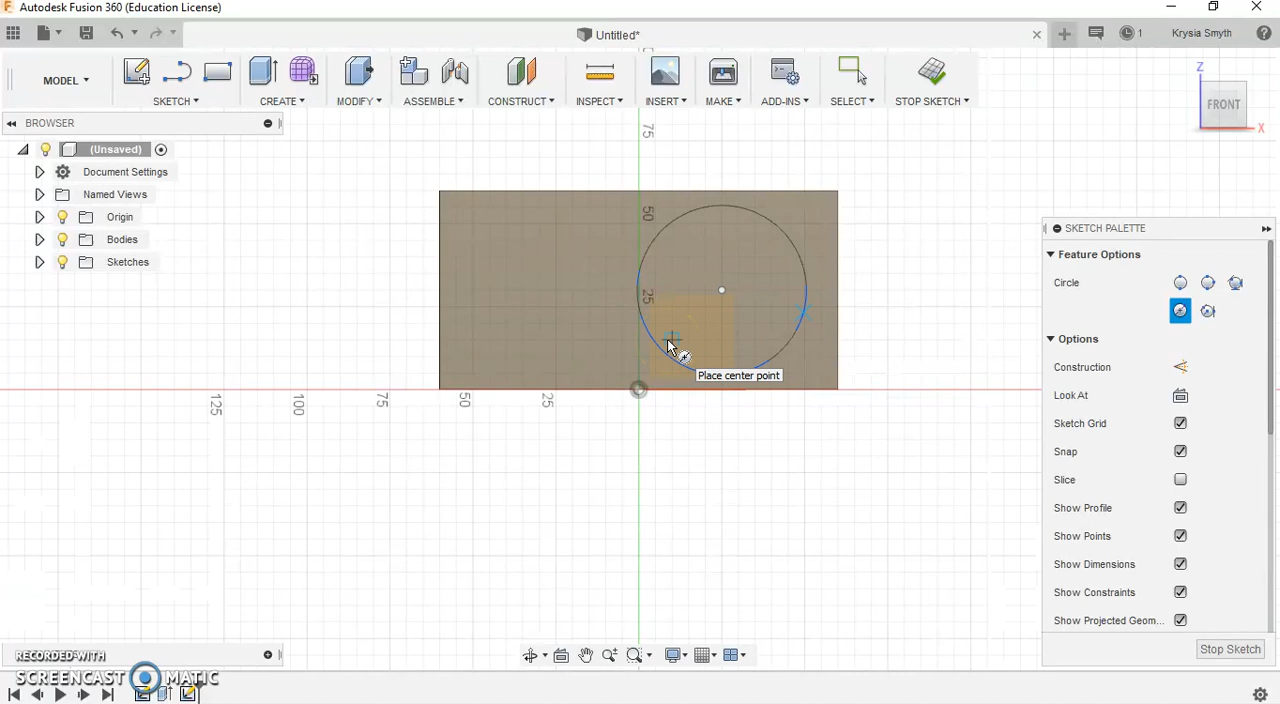 Autodesk Fusion 360 (Education License)
Untitled*
1
Krysia Smyth
MODEL
SKETCH
CREATE
MODIFY
ASSEMBLE
CONSTRUCT
INSPECT
INSERT
MAKE
ADD-INS
SELECT
STOP SKETCH
Z
FRONT
X
BROWSER
(Unsaved)
Document Settings
Named Views
Origin
Bodies
Sketches
75
50
25
125
100
75
50
25
Place center point
SKETCH PALETTE
Feature Options
Circle
Options
Construction
Look At
Sketch Grid
Snap
Slice
Show Profile
Show Points
Show Dimensions
Show Constraints
Show Projected Geom...
Stop Sketch
RECORDED WITH
SCREENCAST MATIC